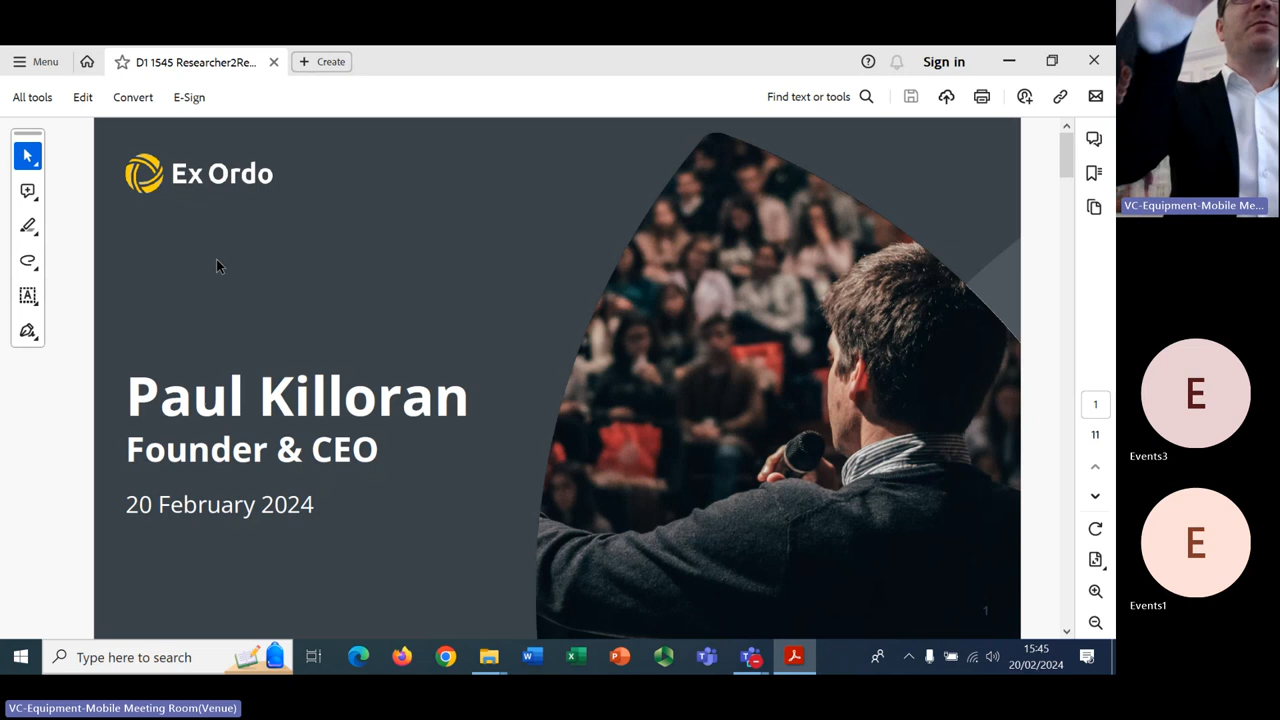 Menu
D1 1545 Researcher2Re...
Create
Sign in
All tools
Edit
Convert
E-Sign
Find text or tools
Ex Ordo
Paul Killoran
Founder & CEO
20 February 2024
1
1
11
VC-Equipment-Mobile Me...
E
Events3
E
Events1
Type here to search
15:45
20/02/2024
VC-Equipment-Mobile Meeting Room(Venue)